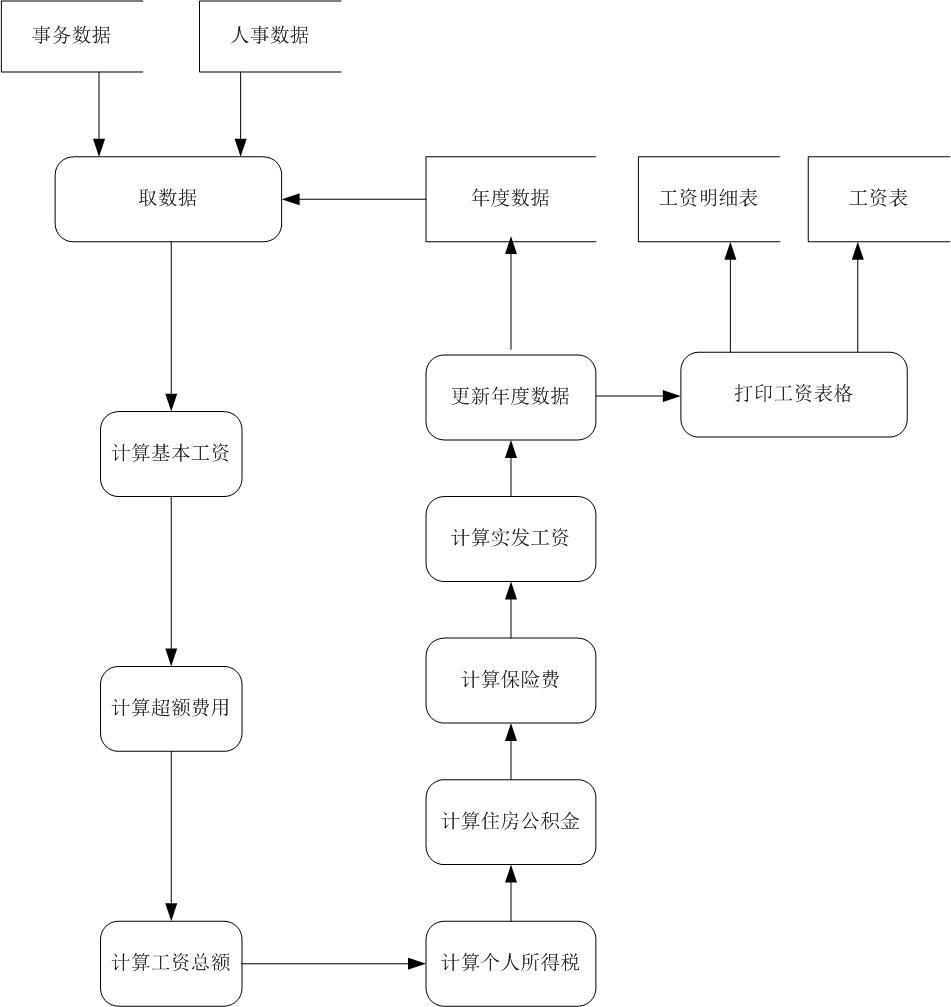 事务数据
人事数据
取数据
年度数据
工资明细表
工资表
更新年度数据
打印工资表格
计算基本工资
计算实发工资
计算保险费
计算超额费用
计算住房公积金
计算工资总额
计算个人所得税